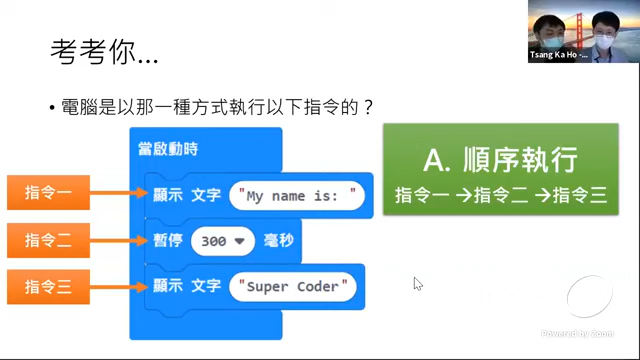 考考你...
Tsang Ka Ho -...
• 電腦是以那一種方式執行以下指令的？
當啟動時
A. 順序執行
指令一 →指令二 →指令三
指令一
顯示 文字 "My name is: "
指令二
暫停 300 毫秒
指令三
顯示 文字 "Super Coder"
Powered by Zoom